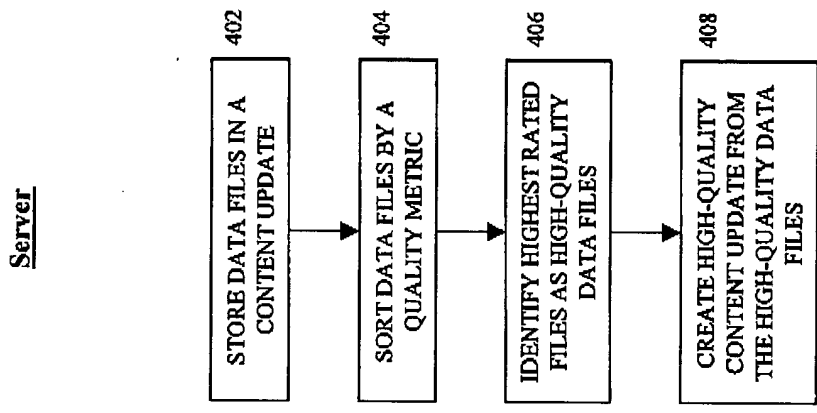 Server
STORE DATA FILES IN A
CONTENT UPDATE
402
SORT DATA FILES BY A
QUALITY METRIC
404
IDENTIFY HIGHEST RATED
FILES AS HIGH-QUALITY
DATA FILES
406
CREATE HIGH-QUALITY
CONTENT UPDATE FROM
THE HIGH-QUALITY DATA
FILES
408